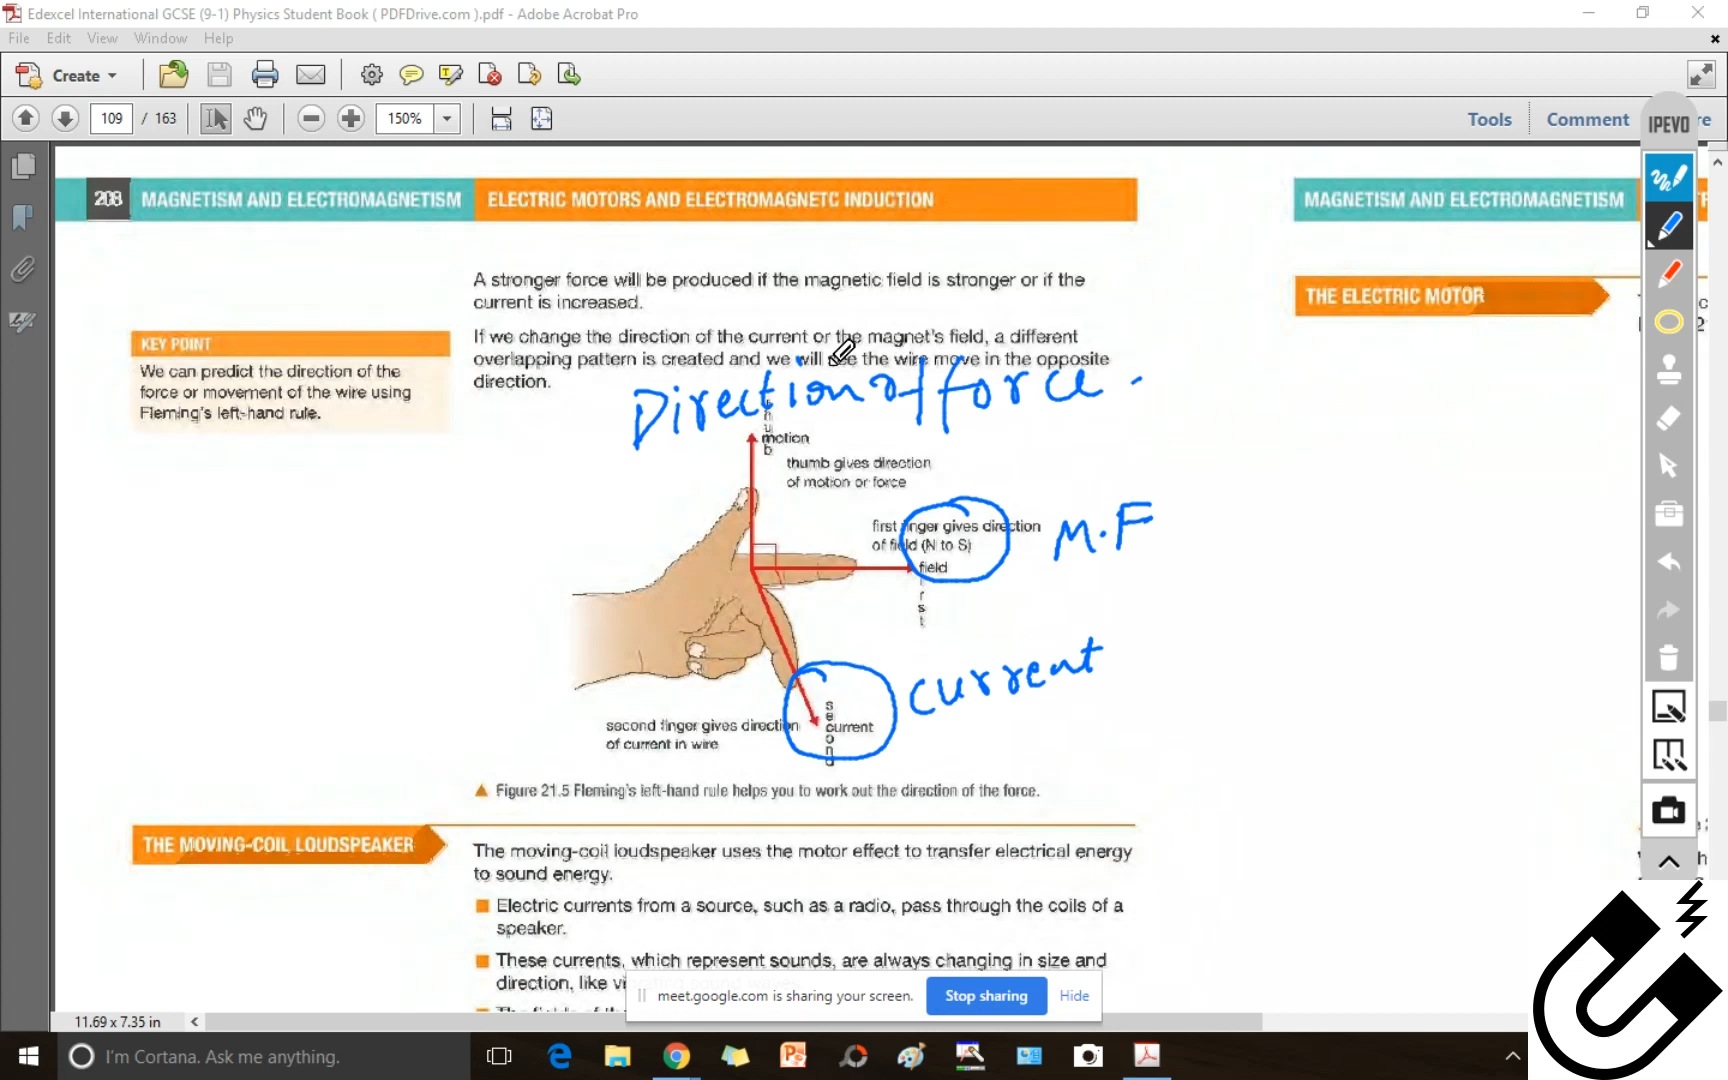 Edexcel International GCSE (9-1) Physics Student Book ( PDFDrive.com ).pdf - Adobe Acrobat Pro
File Edit View Window Help
Create
109 / 163 150% Tools Comment
IPEVO
208 MAGNETISM AND ELECTROMAGNETISM ELECTRIC MOTORS AND ELECTROMAGNETC INDUCTION
MAGNETISM AND ELECTROMAGNETISM
A stronger force will be produced if the magnetic field is stronger or if the
current is increased.
THE ELECTRIC MOTOR
KEY POINT
We can predict the direction of the
force or movement of the wire using
Fleming's left-hand rule.
If we change the direction of the current or the magnet's field, a different
overlapping pattern is created and we will see the wire move in the opposite
direction.
Direction of force .
motion
thumb gives direction
of motion or force
first finger gives direction
of field (N to S)
field
M.F
current
second finger gives direction
of current in wire
second
current
Figure 21.5 Fleming's left-hand rule helps you to work out the direction of the force.
THE MOVING-COIL LOUDSPEAKER
The moving-coil loudspeaker uses the motor effect to transfer electrical energy
to sound energy.
Electric currents from a source, such as a radio, pass through the coils of a
speaker.
These currents, which represent sounds, are always changing in size and
direction, like
meet.google.com is sharing your screen. Stop sharing Hide
11.69 x 7.35 in
I'm Cortana. Ask me anything.